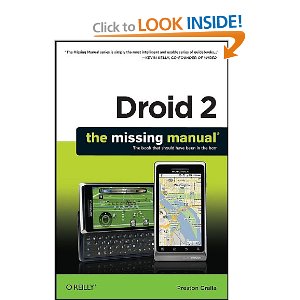 Click to LOOK INSIDE!
"The Missing Manual series is simply the most intelligent and usable series of guidebooks..."
—KEVIN KELLY, CO-FOUNDER OF WIRED
Droid 2
the missing manual®
The book that should have been in the box®
MOTOROLA
O'REILLY®
Preston Gralla